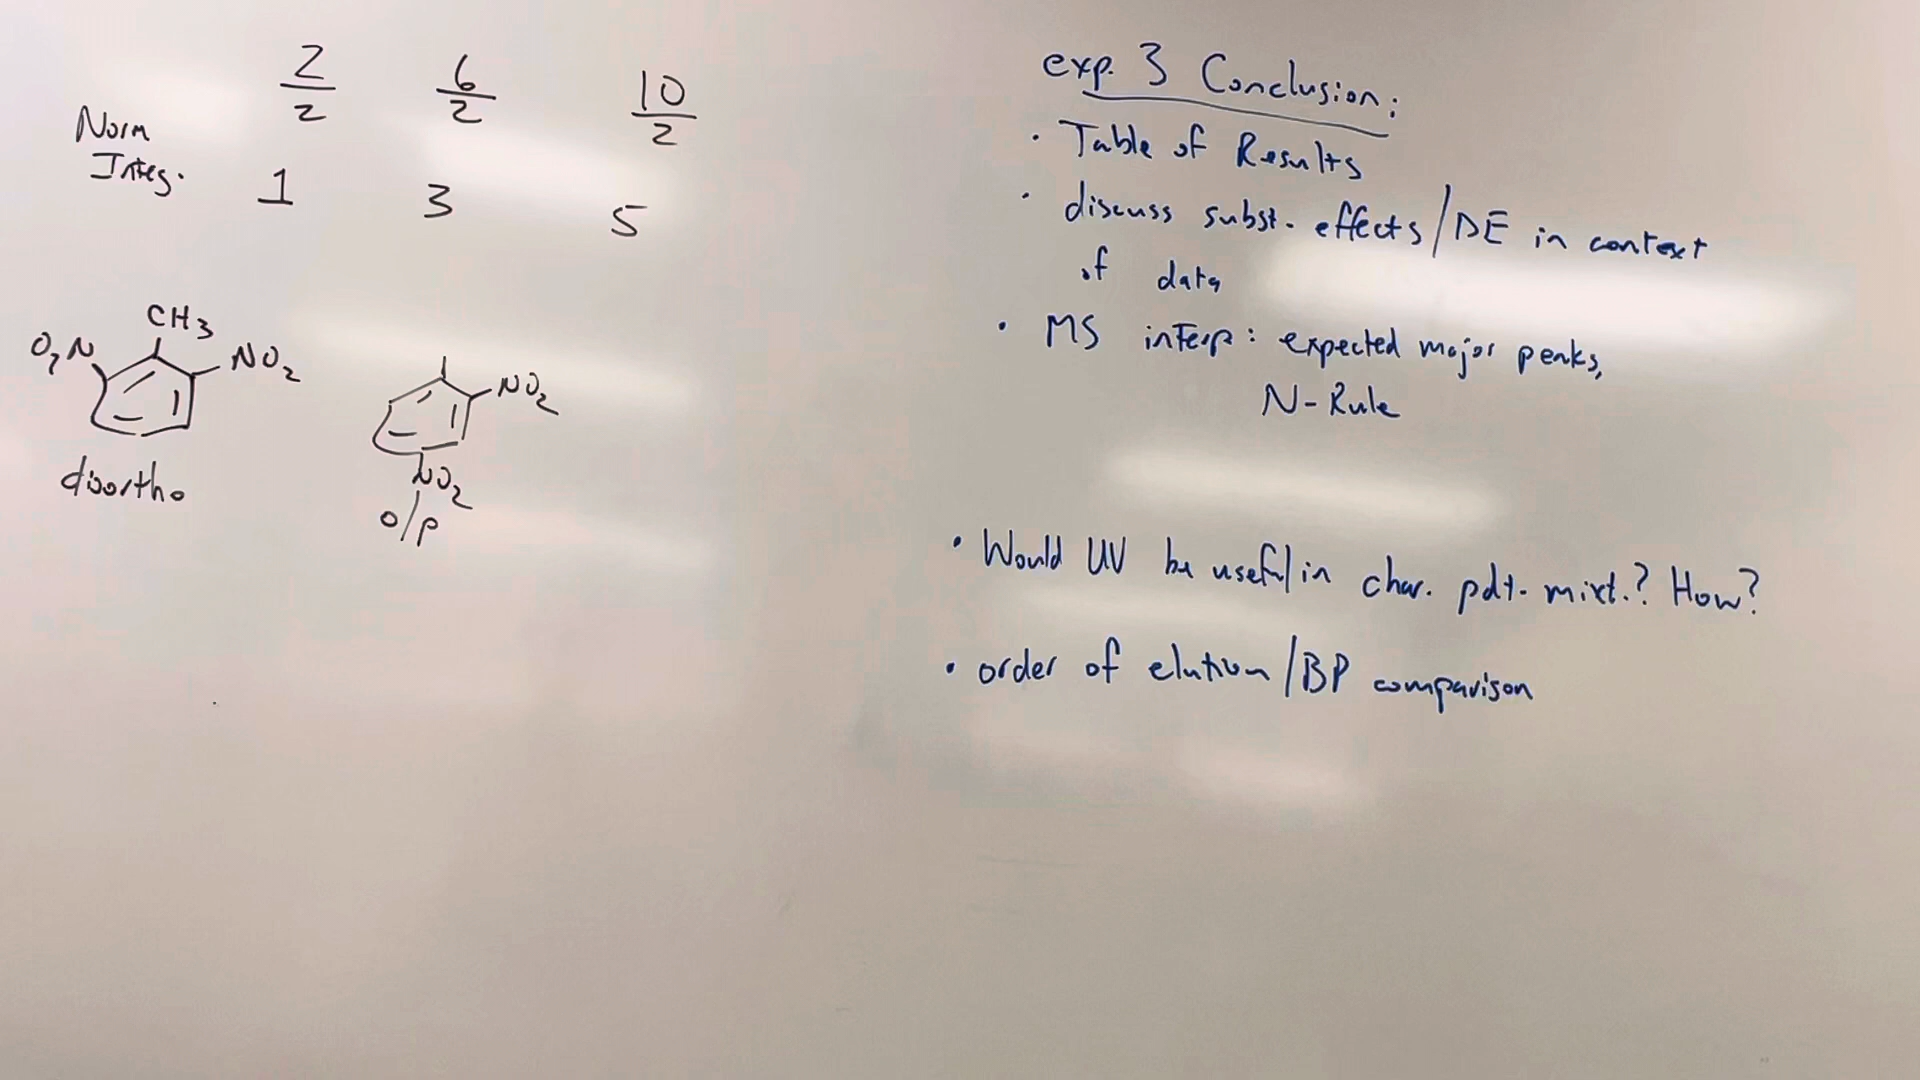 2/2 6/2 10/2
Norm
Integ. 1 3 5
CH3
O2N NO2
diortho
NO2
NO2
o/p
exp. 3 Conclusion:
· Table of Results
· discuss subst. effects/DE in context
of data
· MS interp: expected major peaks,
N-Rule
· Would UV be useful in char. pdt. mixt.? How?
· order of elution/BP comparison